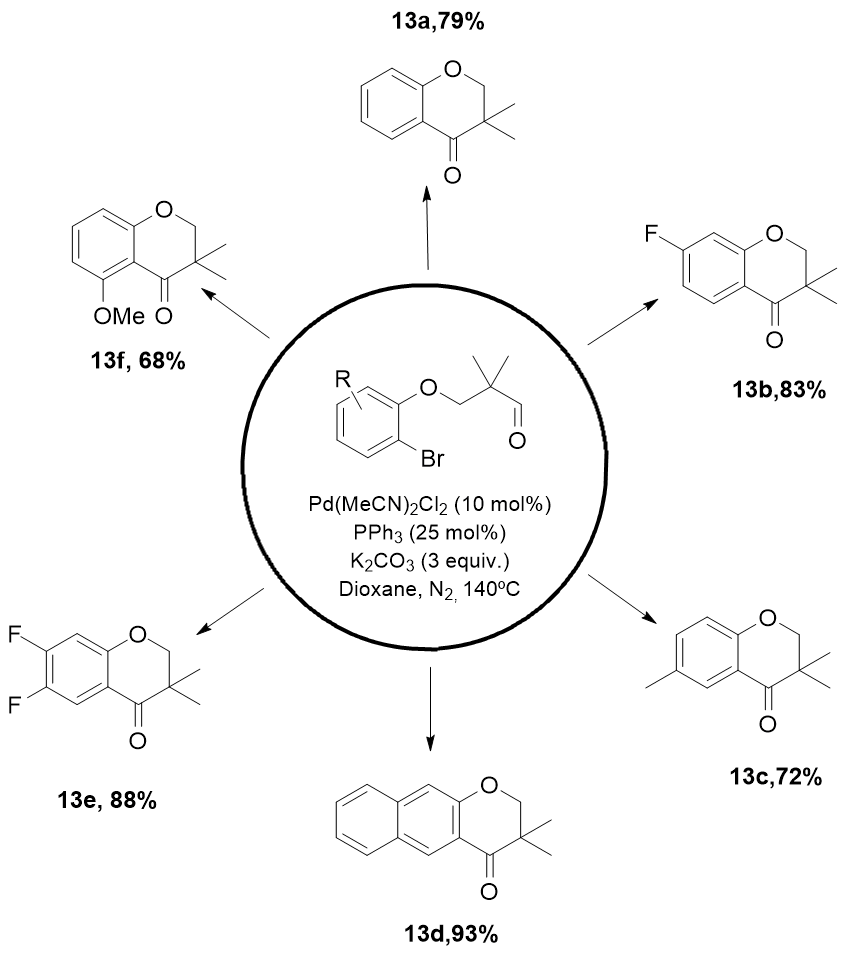 13a,79%
O
O
O
OMe O
13f, 68%
F
O
O
13b,83%
R
O
O
Br
Pd(MeCN)2Cl2 (10 mol%)
PPh3 (25 mol%)
K2CO3 (3 equiv.)
Dioxane, N2, 140ºC
F
F
O
O
13e, 88%
O
O
13c,72%
O
O
13d,93%